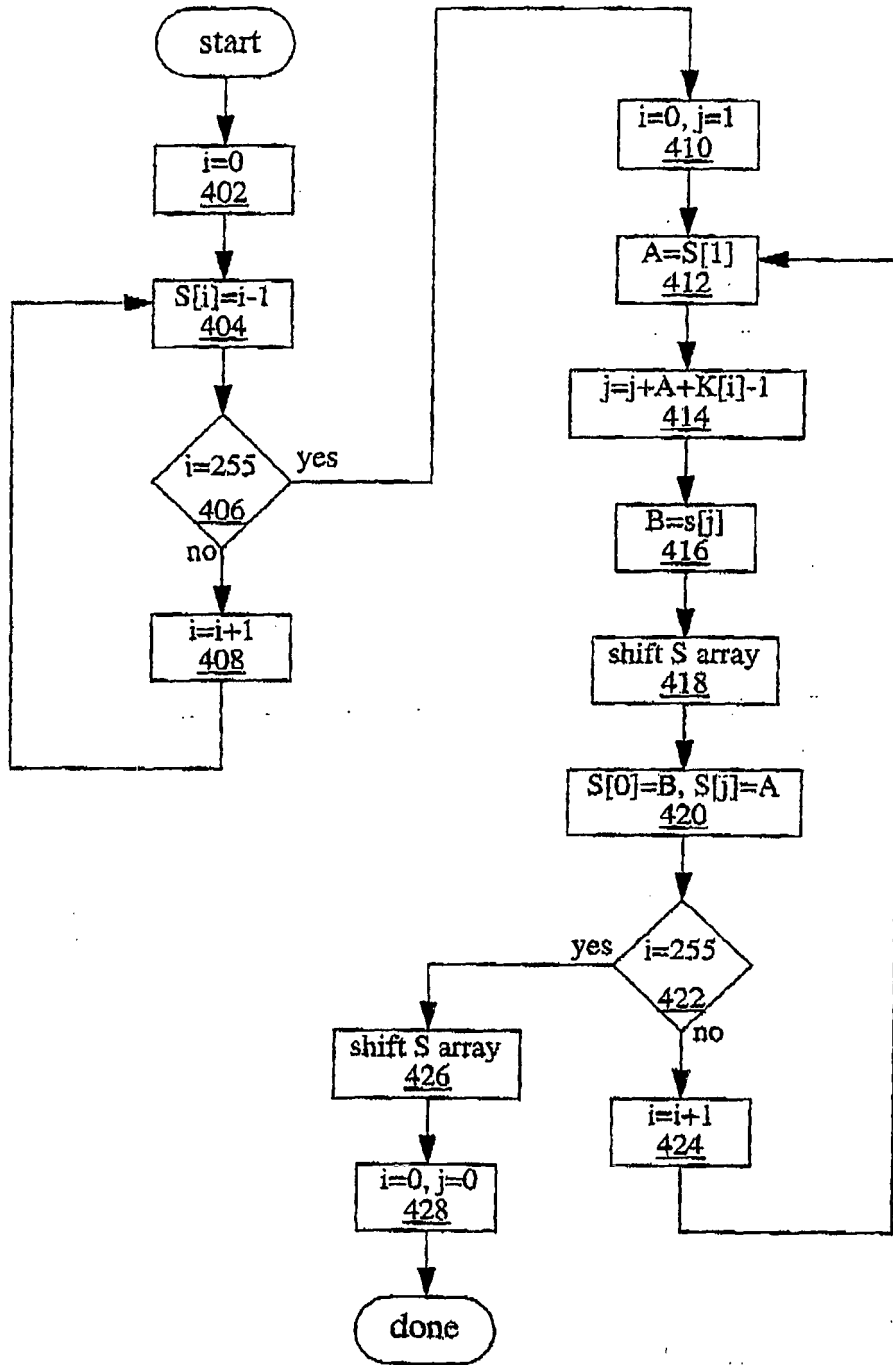 start
i=0
402
S[i]=i-1
404
i=255
406
yes
no
i=i+1
408
i=0, j=1
410
A=S[1]
412
j=j+A+K[i]-1
414
B=s[j]
416
shift S array
418
S[0]=B, S[j]=A
420
i=255
422
yes
no
i=i+1
424
shift S array
426
i=0, j=0
428
done